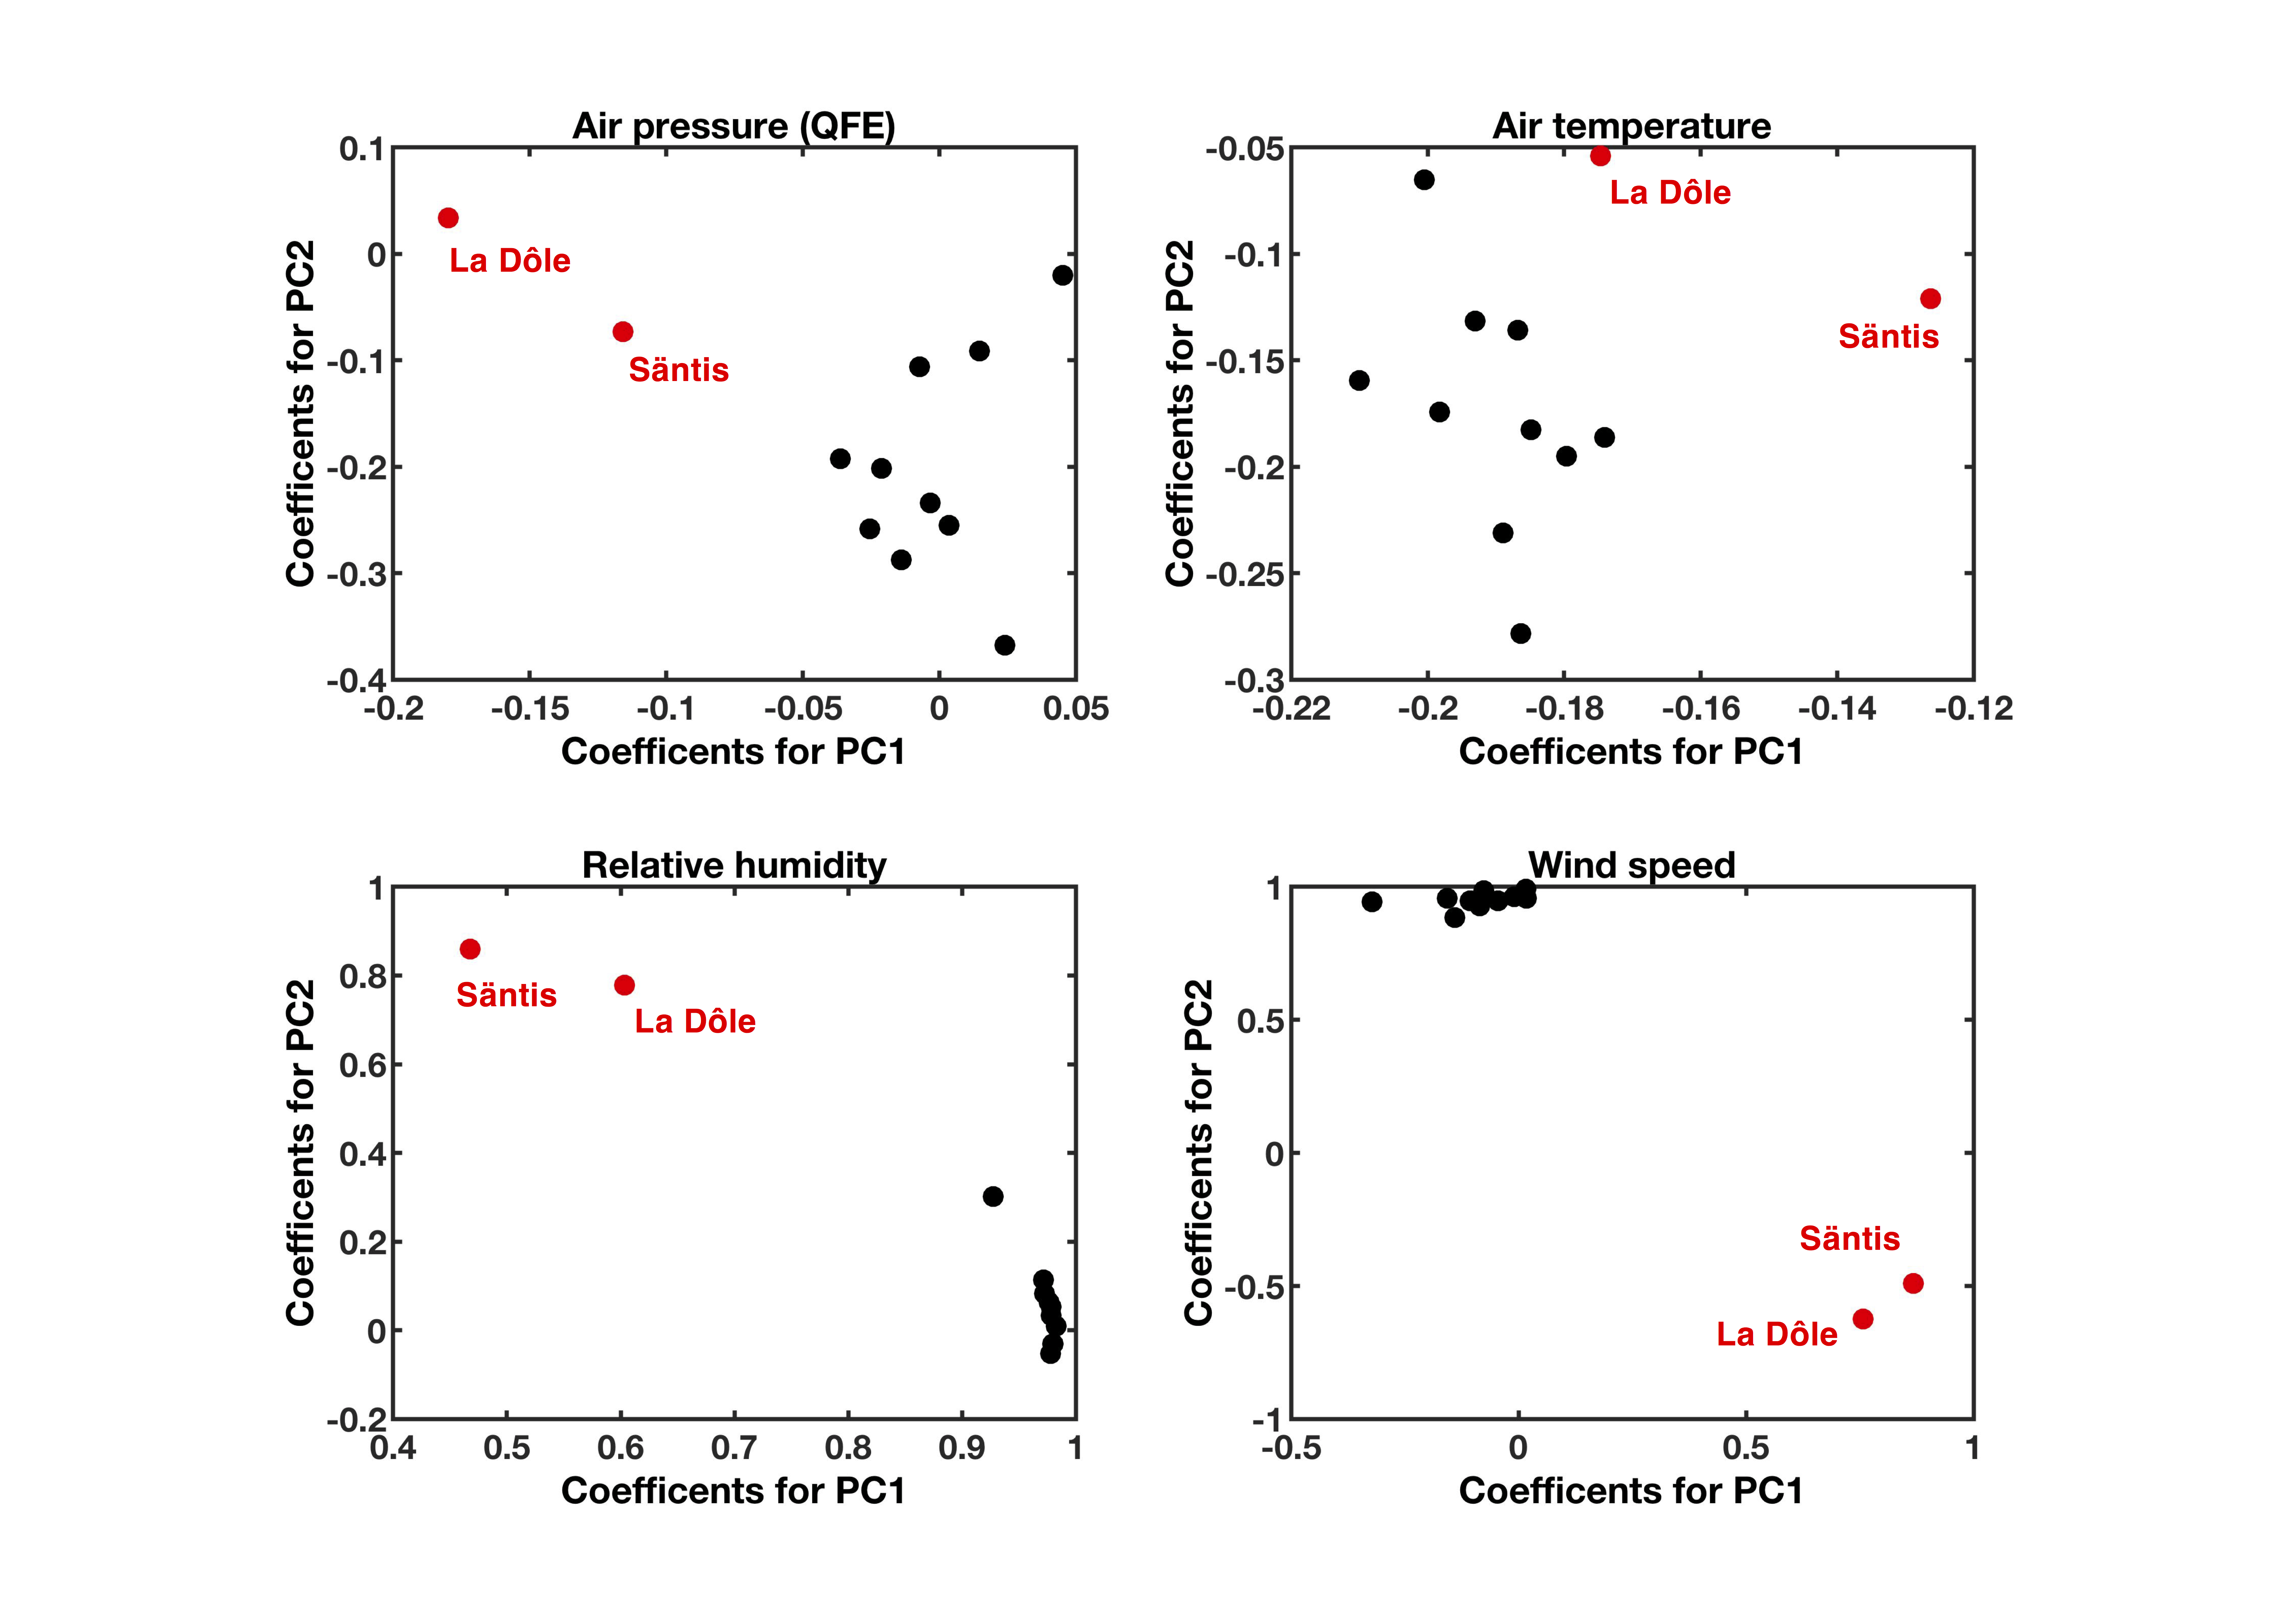 Air pressure (QFE)
0.1
0
-0.1
-0.2
-0.3
-0.4
Coefficents for PC2
La Dôle
Säntis
-0.2 -0.15 -0.1 -0.05 0 0.05
Coefficents for PC1
Air temperature
-0.05
-0.1
-0.15
-0.2
-0.25
-0.3
Coefficents for PC2
La Dôle
Säntis
-0.22 -0.2 -0.18 -0.16 -0.14 -0.12
Coefficents for PC1
Relative humidity
1
0.8
0.6
0.4
0.2
0
-0.2
Coefficents for PC2
Säntis
La Dôle
0.4 0.5 0.6 0.7 0.8 0.9 1
Coefficents for PC1
Wind speed
1
0.5
0
-0.5
-1
Coefficents for PC2
Säntis
La Dôle
-0.5 0 0.5 1
Coefficents for PC1